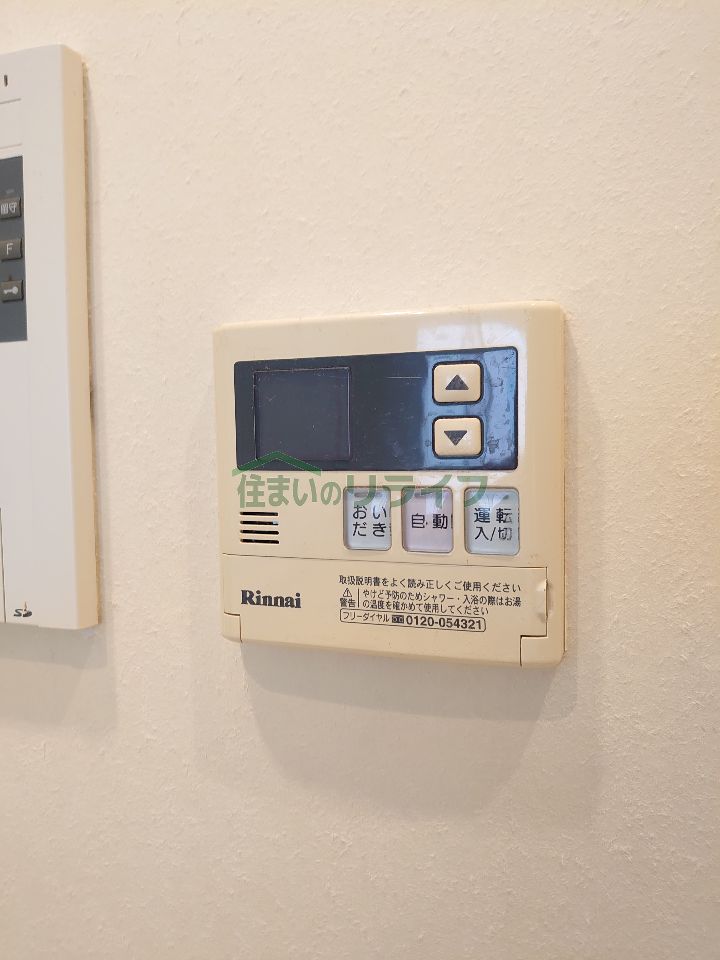 留守
F
住まいのリライフ
おい
だき
自動
運転
入/切
Rinnai
取扱説明書をよく読み正しくご使用ください
警告 やけど予防のためシャワー・入浴の際はお湯
の温度を確かめて使用してください
フリーダイヤル 0120-054321